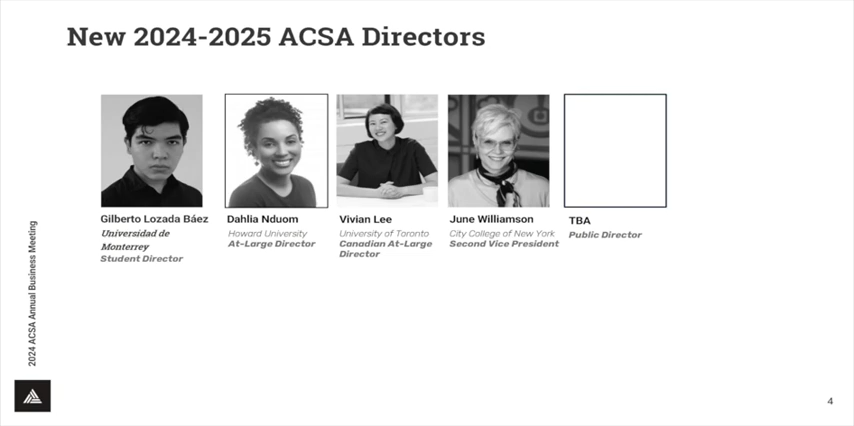 New 2024-2025 ACSA Directors
Gilberto Lozada Báez
Universidad de
Monterrey
Student Director
Dahlia Nduom
Howard University
At-Large Director
Vivian Lee
University of Toronto
Canadian At-Large
Director
June Williamson
City College of New York
Second Vice President
TBA
Public Director
2024 ACSA Annual Business Meeting
4